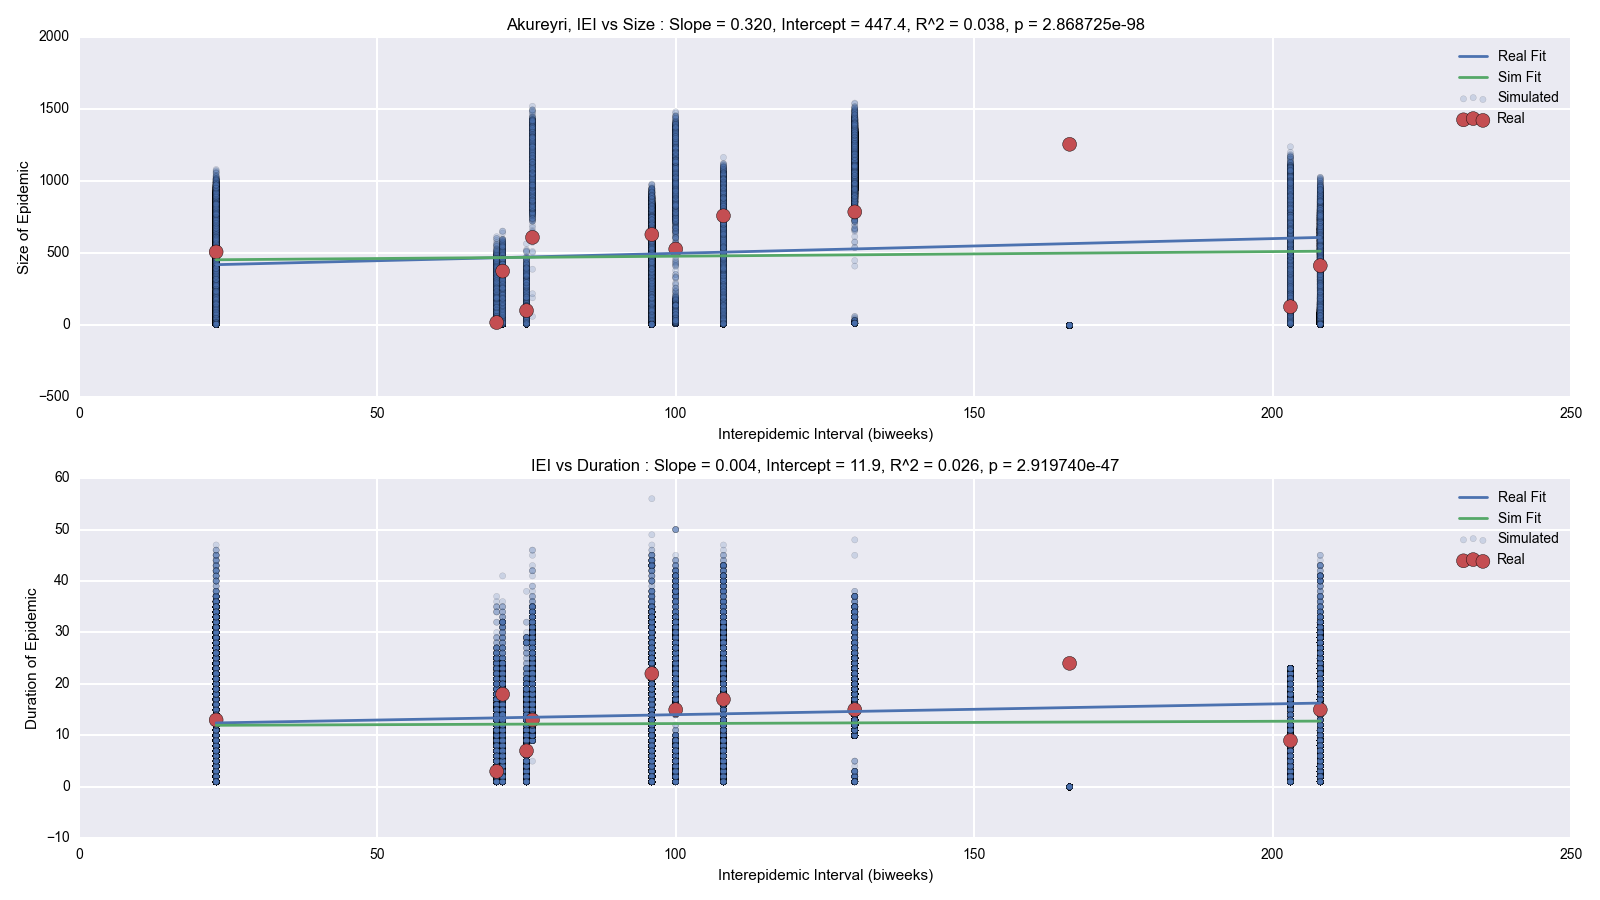 Akureyri, IEI vs Size : Slope = 0.320, Intercept = 447.4, R^2 = 0.038, p = 2.868725e-98
2000
1500
1000
500
0
−500
Size of Epidemic
Real Fit
Sim Fit
Simulated
Real
0 50 100 150 200 250
Interepidemic Interval (biweeks)
IEI vs Duration : Slope = 0.004, Intercept = 11.9, R^2 = 0.026, p = 2.919740e-47
60
50
40
30
20
10
0
−10
Duration of Epidemic
Real Fit
Sim Fit
Simulated
Real
0 50 100 150 200 250
Interepidemic Interval (biweeks)